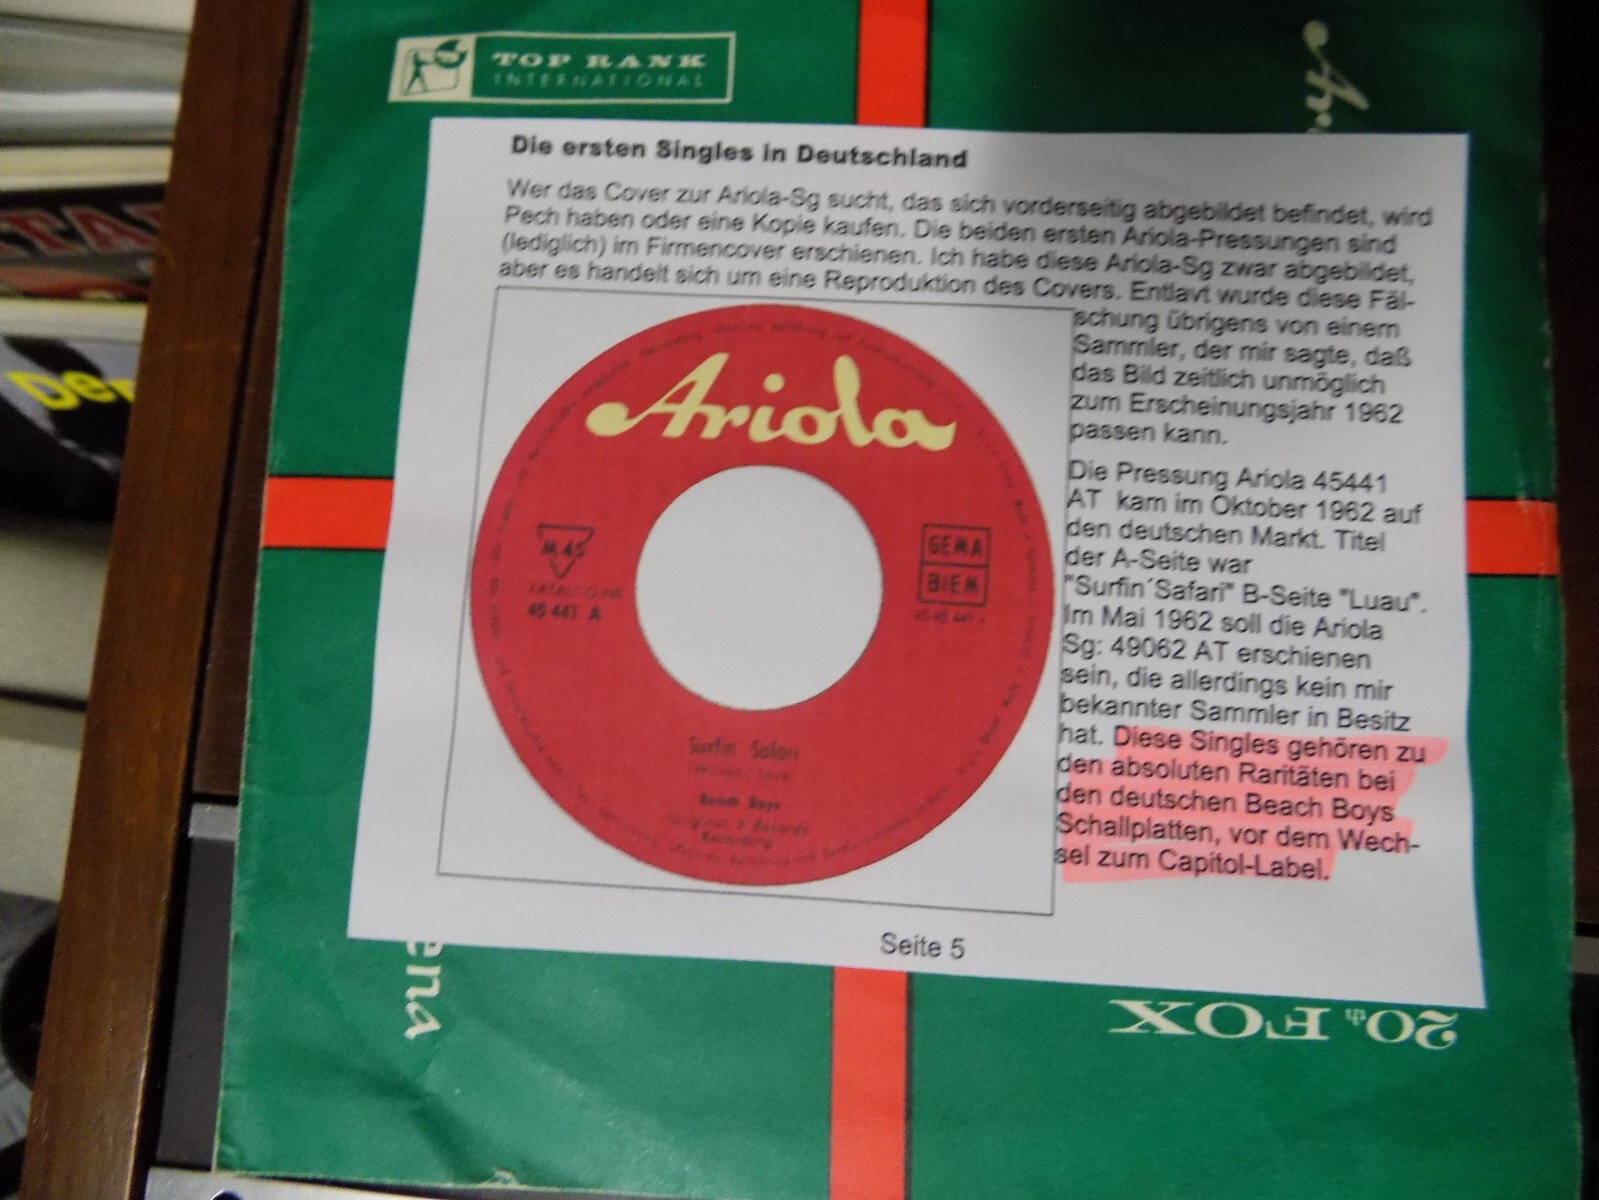 TOP RANK
INTERNATIONAL
Die ersten Singles in Deutschland
Wer das Cover zur Ariola-Sg sucht, das sich vorderseitig abgebildet befindet, wird
Pech haben oder eine Kopie kaufen. Die beiden ersten Ariola-Pressungen sind
(lediglich) im Firmencover erschienen. Ich habe diese Ariola-Sg zwar abgebildet,
aber es handelt sich um eine Reproduktion des Covers. Entlavt wurde diese Fäl-
schung übrigens von einem
Sammler, der mir sagte, daß
das Bild zeitlich unmöglich
zum Erscheinungsjahr 1962
passen kann.
Die Pressung Ariola 45441
AT kam im Oktober 1962 auf
den deutschen Markt. Titel
der A-Seite war
"Surfin´Safari" B-Seite "Luau".
Im Mai 1962 soll die Ariola
Sg: 49062 AT erschienen
sein, die allerdings kein mir
bekannter Sammler in Besitz
hat. Diese Singles gehören zu
den absoluten Raritäten bei
den deutschen Beach Boys
Schallplatten, vor dem Wech-
sel zum Capitol-Label.
Ariola
M 45
45 441 A
GEMA
BIEM
Surfin Safari
Beach Boys
Original X Records
Recording
Seite 5
ena
20th FOX